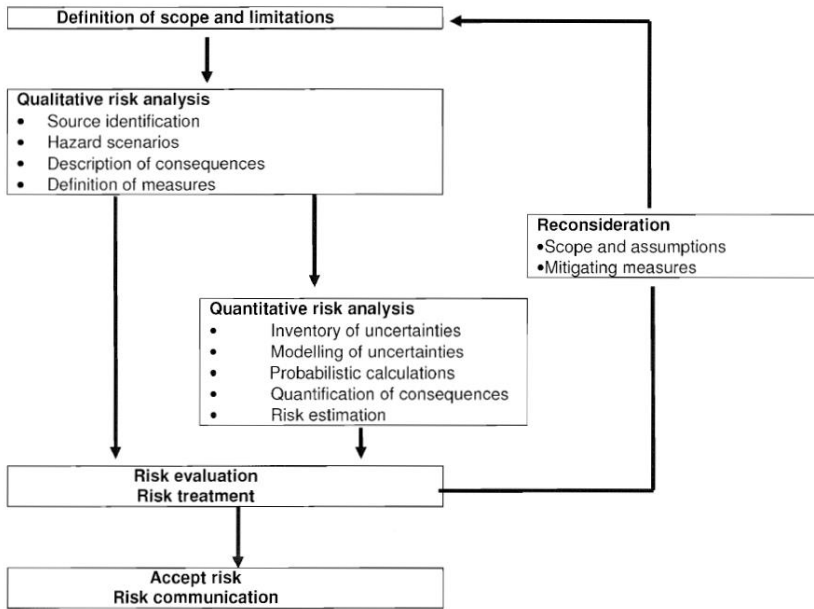 Definition of scope and limitations
Qualitative risk analysis
• Source identification
• Hazard scenarios
• Description of consequences
• Definition of measures
Reconsideration
•Scope and assumptions
•Mitigating measures
Quantitative risk analysis
• Inventory of uncertainties
• Modelling of uncertainties
• Probabilistic calculations
• Quantification of consequences
• Risk estimation
Risk evaluation
Risk treatment
Accept risk
Risk communication